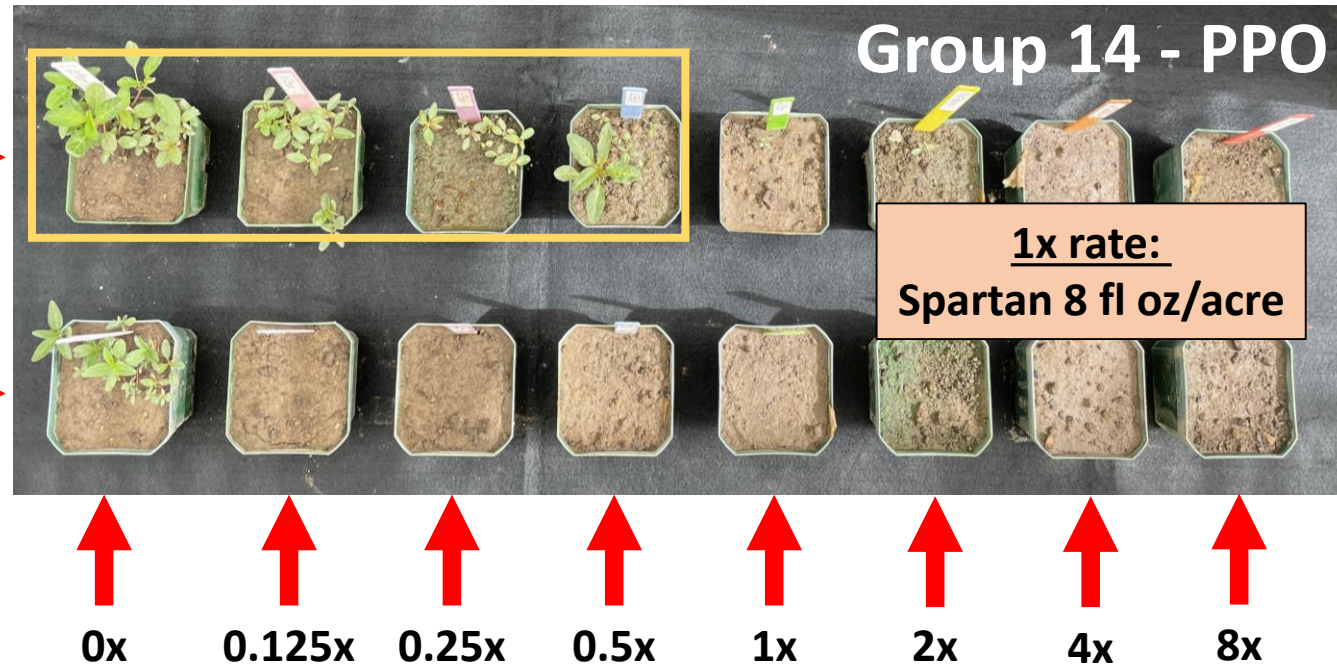 Group 14 - PPO
1x rate:
Spartan 8 fl oz/acre
0x 0.125x 0.25x 0.5x 1x 2x 4x 8x